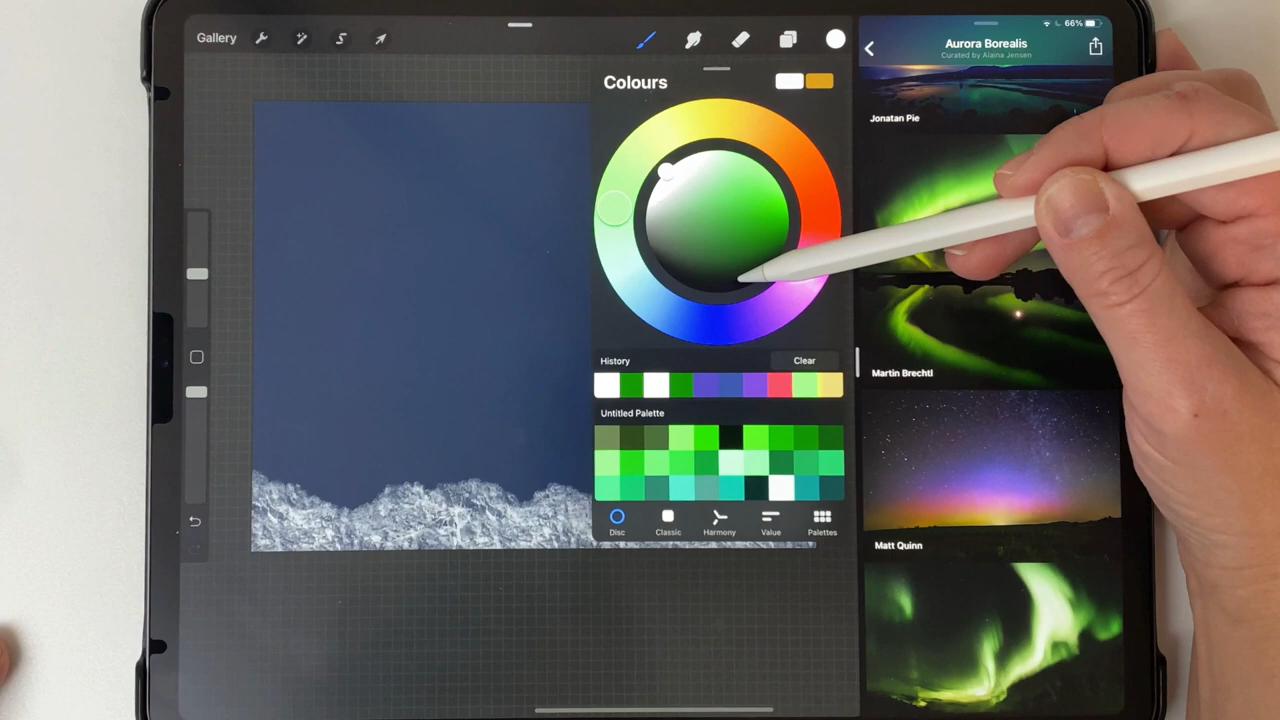 Gallery
Colours
History
Clear
Untitled Palette
Disc
Classic
Harmony
Value
Palettes
66%
Aurora Borealis
Curated by Alaina Jensen
Jonatan Pie
Martin Brechtl
Matt Quinn